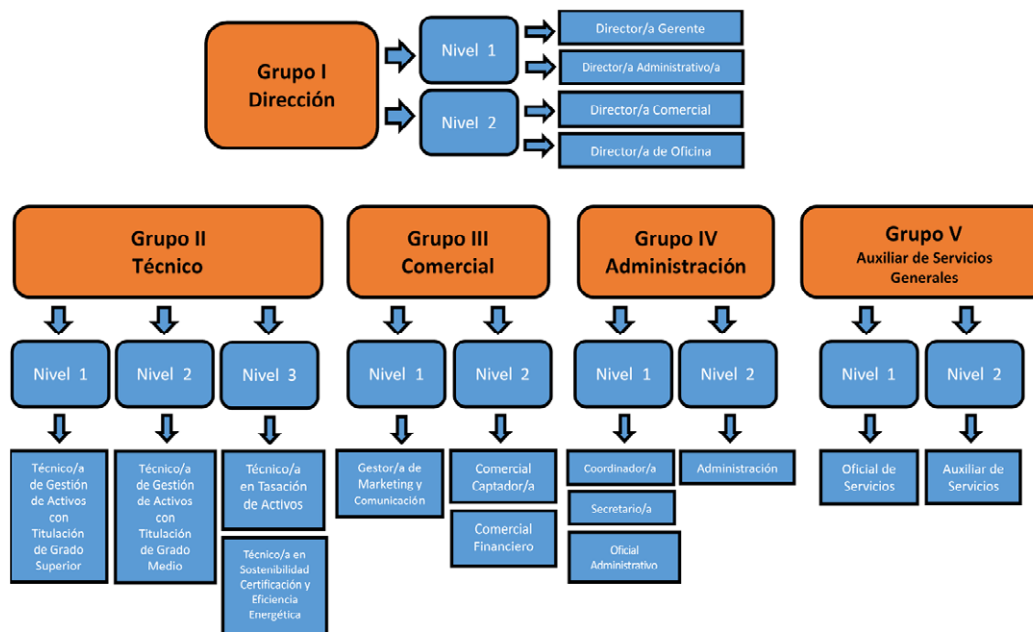 Grupo I
Dirección
Nivel 1
Director/a Gerente
Director/a Administrativo/a
Nivel 2
Director/a Comercial
Director/a de Oficina
Grupo II
Técnico
Nivel 1
Técnico/a
de Gestión
de Activos
con
Titulación
de Grado
Superior
Nivel 2
Técnico/a
de Gestión
de Activos
con
Titulación
de Grado
Medio
Nivel 3
Técnico/a
en Tasación
de Activos
Técnico/a en
Sostenibilidad
Certificación y
Eficiencia
Energética
Grupo III
Comercial
Nivel 1
Gestor/a de
Marketing y
Comunicación
Nivel 2
Comercial
Captador/a
Comercial
Financiero
Grupo IV
Administración
Nivel 1
Coordinador/a
Secretario/a
Oficial
Administrativo
Nivel 2
Administración
Grupo V
Auxiliar de Servicios
Generales
Nivel 1
Oficial de
Servicios
Nivel 2
Auxiliar de
Servicios